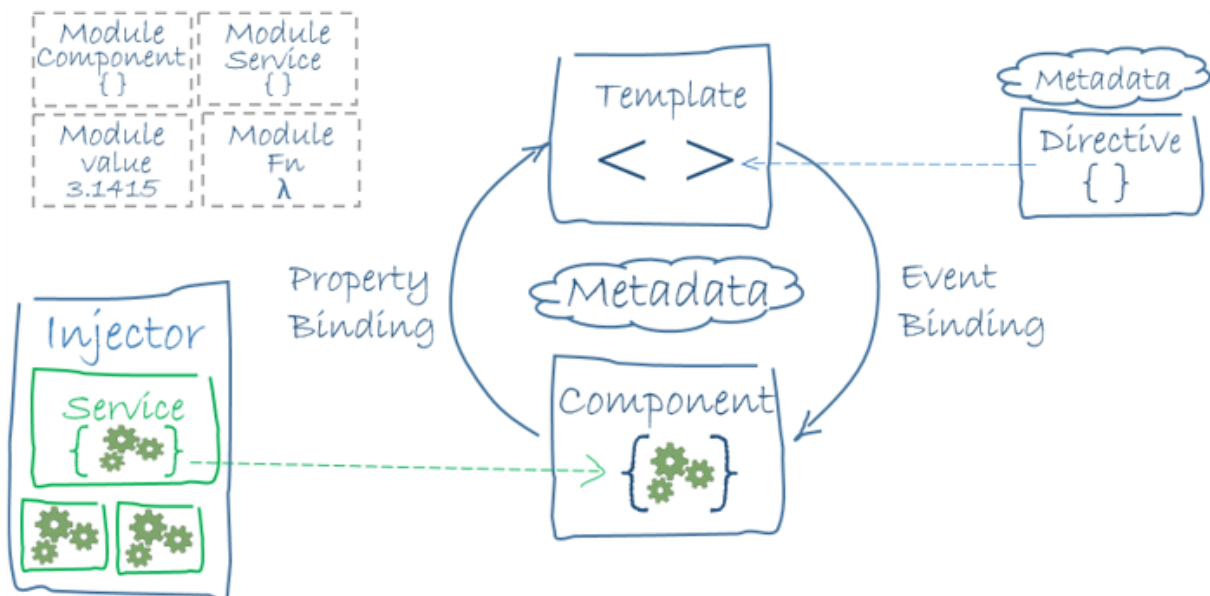 Module
Component
{ }
Module
Service
{ }
Module
value
3.1415
Module
Fn
λ
Template
< >
Metadata
Directive
{ }
Property
Binding
Metadata
Event
Binding
Injector
Service
{ }
Component
{ }